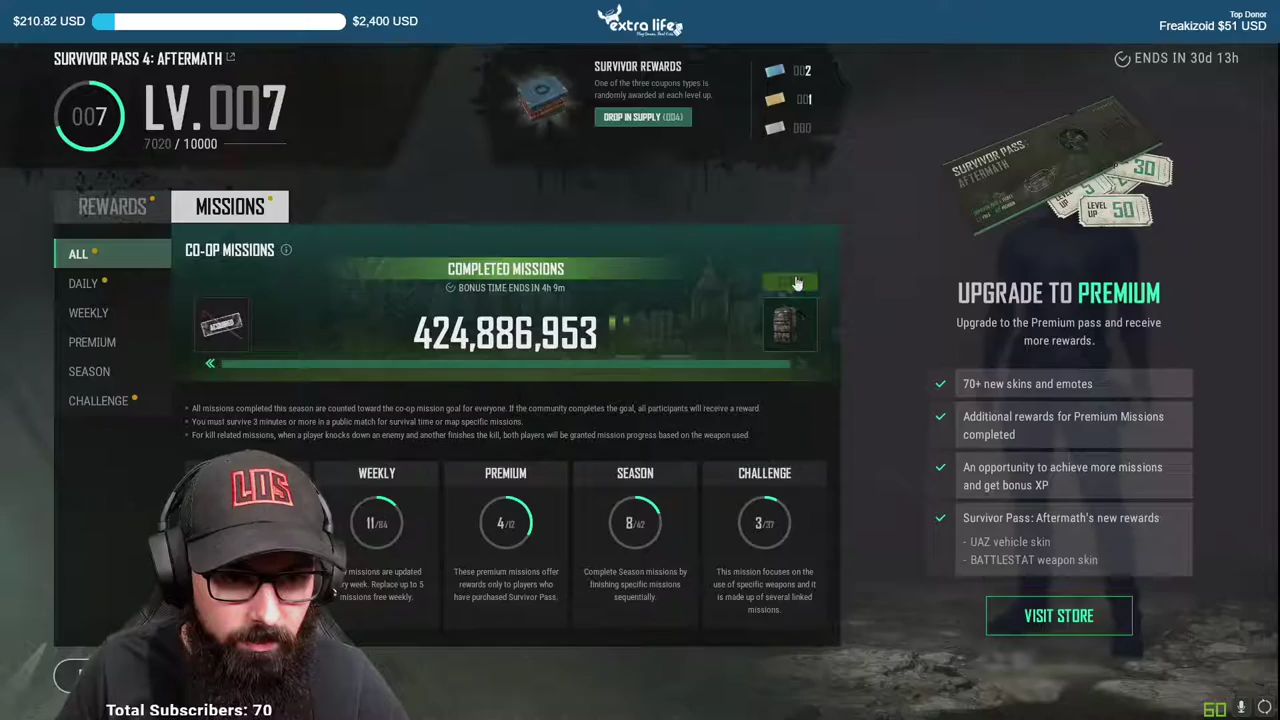 $210.82 USD
$2,400 USD
extra life
Play Games. Heal Kids.
Top Donor
Freakizoid $51 USD
SURVIVOR PASS 4: AFTERMATH
007
LV.007
7020 / 10000
SURVIVOR REWARDS
One of the three coupons types is
randomly awarded at each level up.
DROP IN SUPPLY (004)
002
001
000
ENDS IN 30d 13h
SURVIVOR PASS
AFTERMATH
30
5
LEVEL UP 50
REWARDS
MISSIONS
ALL
DAILY
WEEKLY
PREMIUM
SEASON
CHALLENGE
CO-OP MISSIONS
COMPLETED MISSIONS
BONUS TIME ENDS IN 4h 9m
ACQUIRED
424,886,953
UPGRADE TO PREMIUM
Upgrade to the Premium pass and receive
more rewards.
70+ new skins and emotes
Additional rewards for Premium Missions
completed
An opportunity to achieve more missions
and get bonus XP
Survivor Pass: Aftermath's new rewards
- UAZ vehicle skin
- BATTLESTAT weapon skin
VISIT STORE
• All missions completed this season are counted toward the co-op mission goal for everyone. If the community completes the goal, all participants will receive a reward.
• You must survive 3 minutes or more in a public match for survival time or map specific missions.
• For kill related missions, when a player knocks down an enemy and another finishes the kill, both players will be granted mission progress based on the weapon used.
WEEKLY
11/84
missions are updated
week. Replace up to 5
missions free weekly.
PREMIUM
4/12
These premium missions offer
rewards only to players who
have purchased Survivor Pass.
SEASON
8/42
Complete Season missions by
finishing specific missions
sequentially.
CHALLENGE
3/37
This mission focuses on the
use of specific weapons and it
is made up of several linked
missions.
LOS
Total Subscribers: 70
60